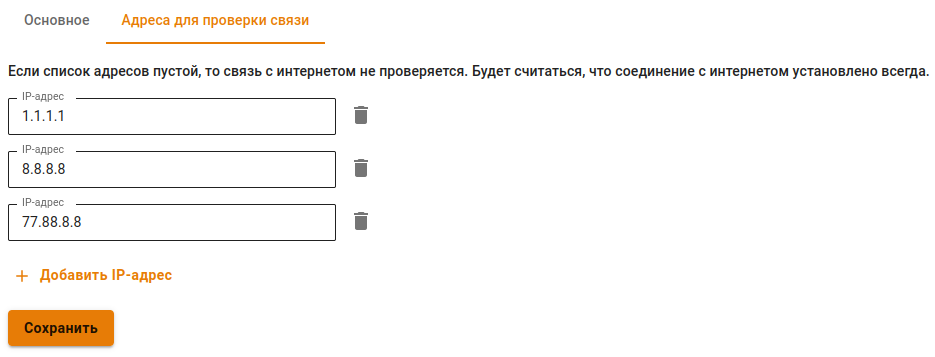 Основное
Адреса для проверки связи
Если список адресов пустой, то связь с интернетом не проверяется. Будет считаться, что соединение с интернетом установлено всегда.
IP-адрес
1.1.1.1
IP-адрес
8.8.8.8
IP-адрес
77.88.8.8
+ Добавить IP-адрес
Сохранить